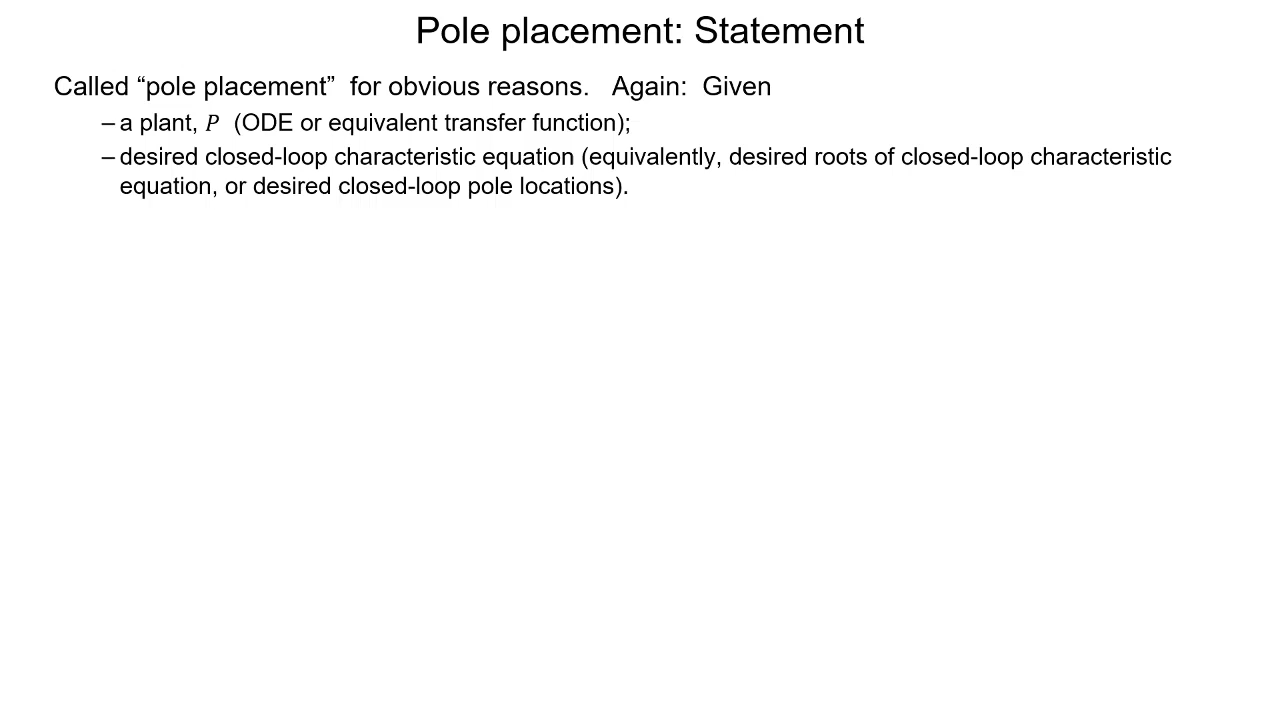 Pole placement: Statement
Called “pole placement” for obvious reasons. Again: Given
– a plant, P (ODE or equivalent transfer function);
– desired closed-loop characteristic equation (equivalently, desired roots of closed-loop characteristic
equation, or desired closed-loop pole locations).